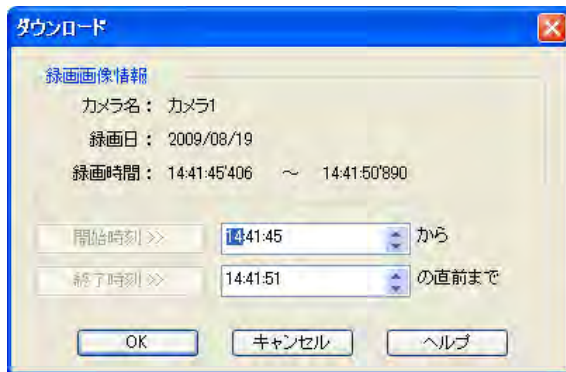 ダウンロード
録画画像情報
カメラ名： カメラ1
録画日： 2009/08/19
録画時間： 14:41:45'406 ～ 14:41:50'890
開始時刻 >> 14:41:45 から
終了時刻 >> 14:41:51 の直前まで
OK キャンセル ヘルプ